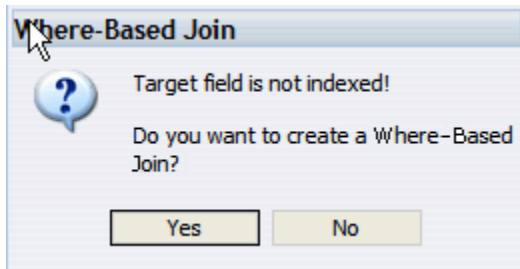 Where-Based Join
Target field is not indexed!
Do you want to create a Where-Based
Join?
Yes
No